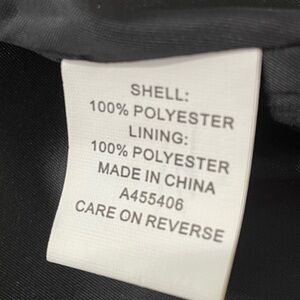 SHELL:
100% POLYESTER
LINING:
100% POLYESTER
MADE IN CHINA
A455406
CARE ON REVERSE